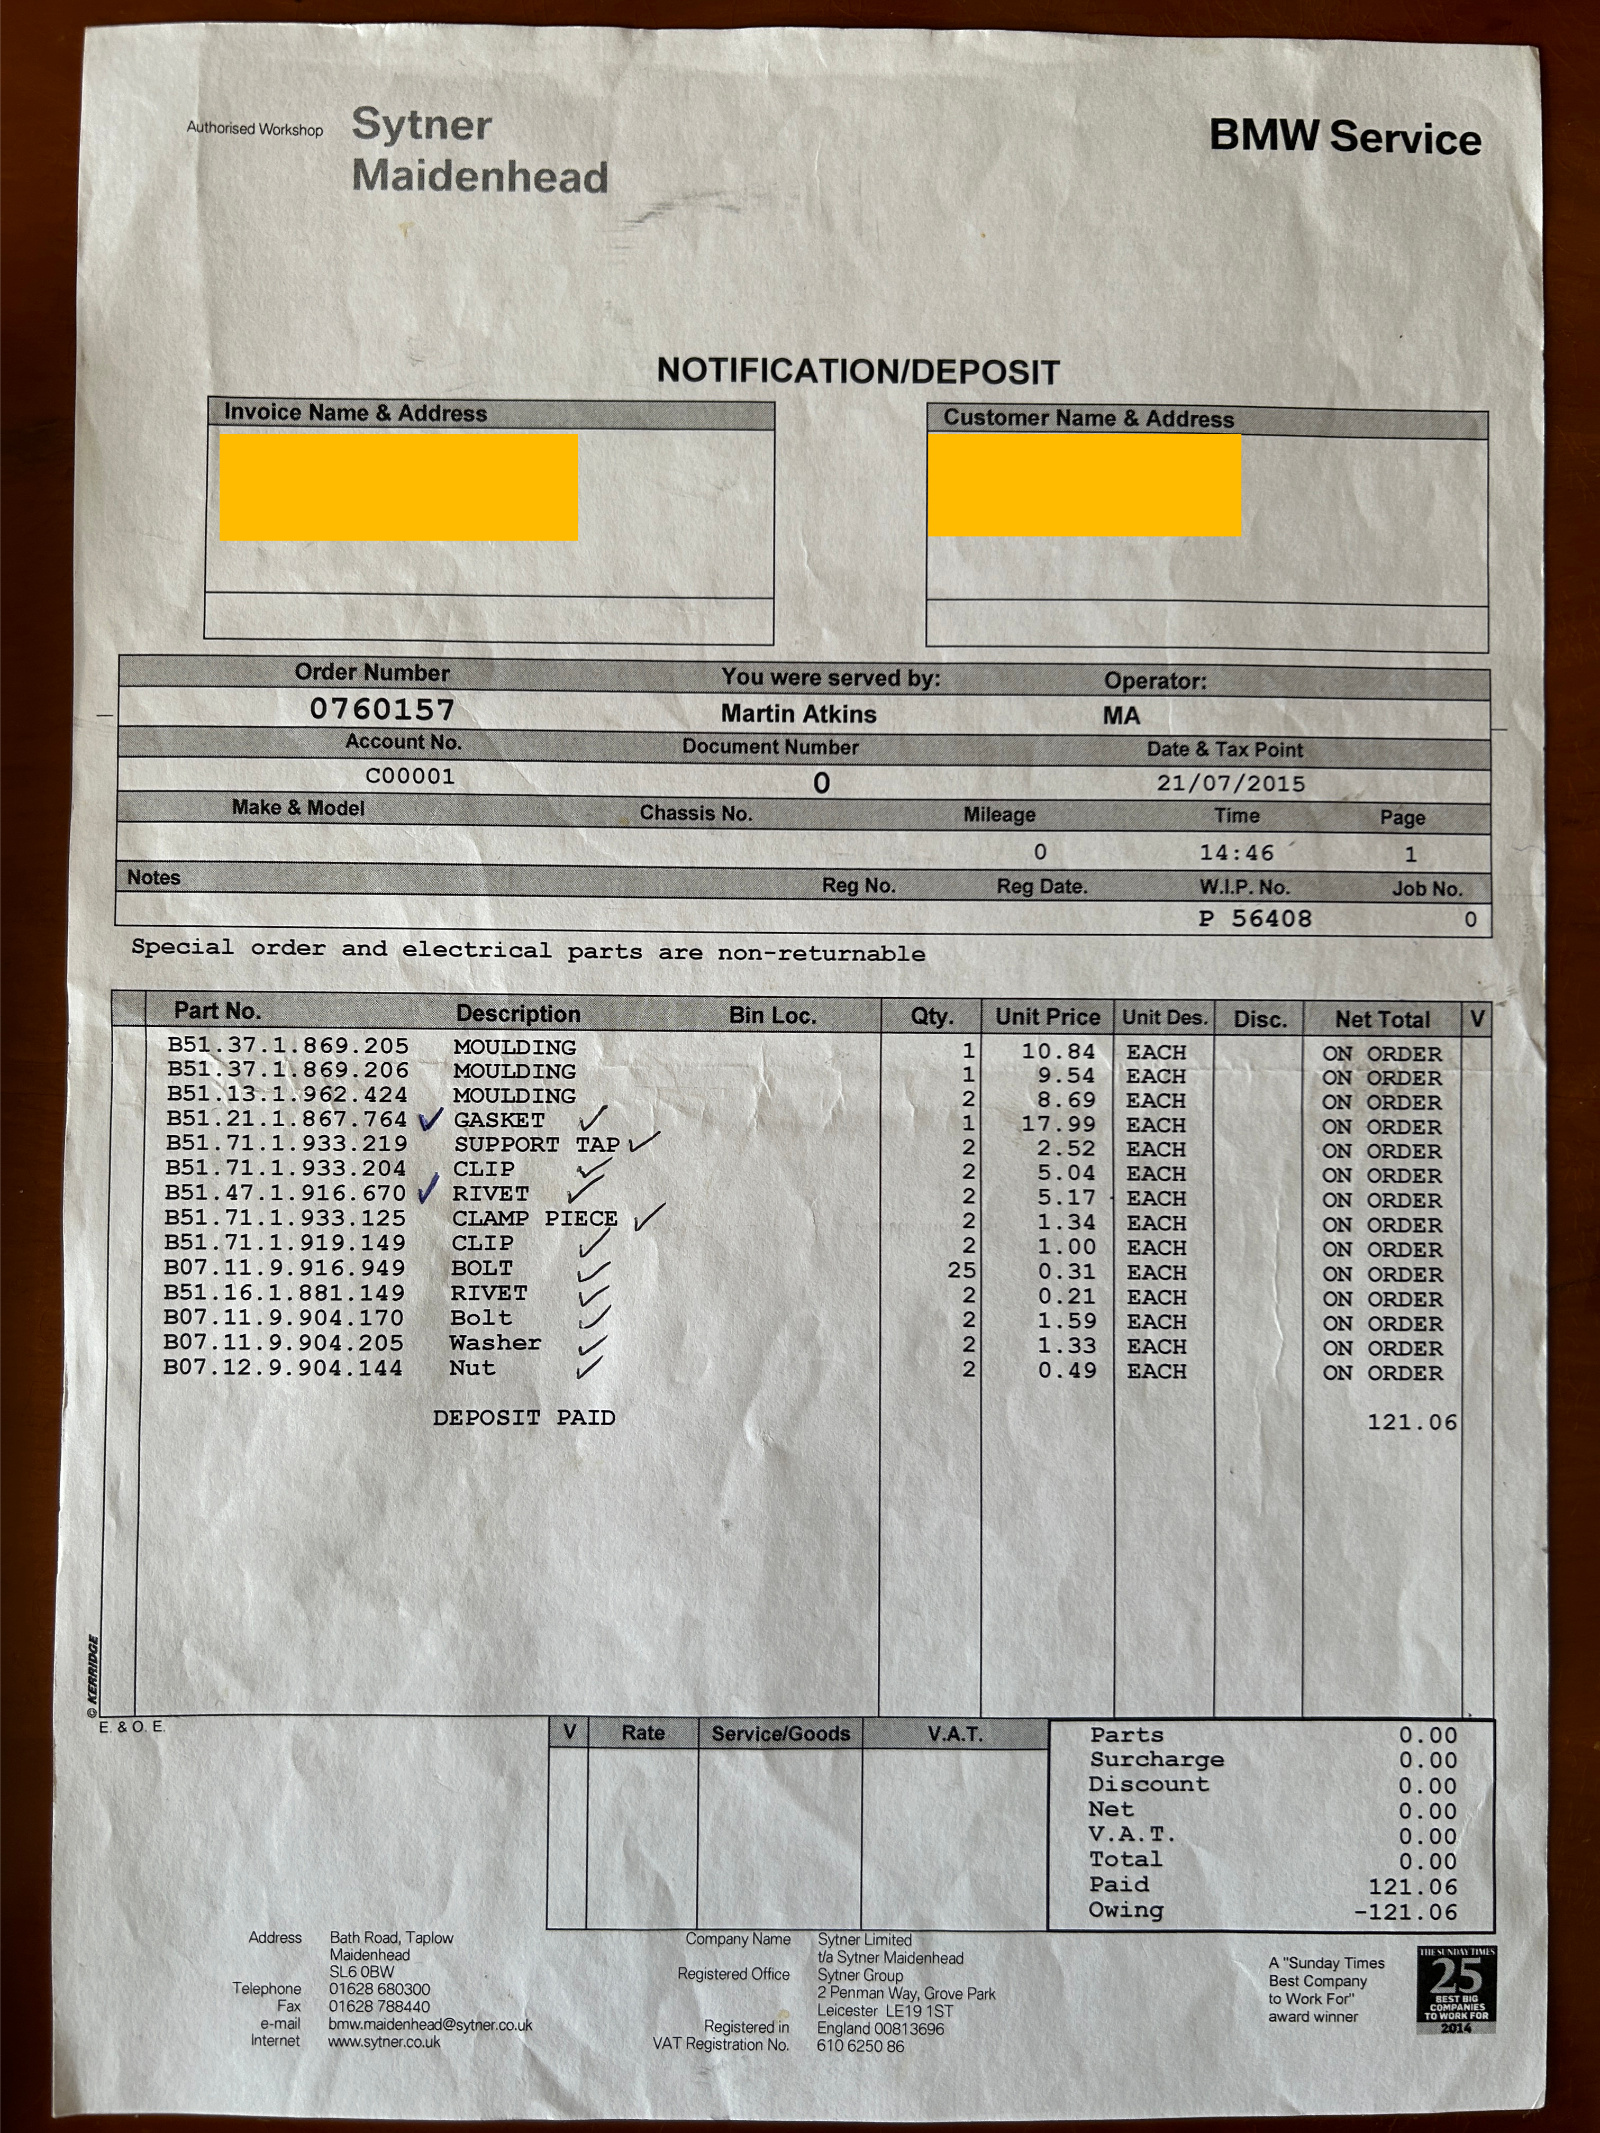 Authorised Workshop Sytner
Maidenhead
BMW Service
NOTIFICATION/DEPOSIT
Invoice Name & Address
Customer Name & Address
Order Number You were served by: Operator:
0760157 Martin Atkins MA
Account No. Document Number Date & Tax Point
C00001 0 21/07/2015
Make & Model Chassis No. Mileage Time Page
0 14:46 1
Notes Reg No. Reg Date. W.I.P. No. Job No.
P 56408 0
Special order and electrical parts are non-returnable
Part No. Description Bin Loc. Qty. Unit Price Unit Des. Disc. Net Total V
B51.37.1.869.205 MOULDING 1 10.84 EACH ON ORDER
B51.37.1.869.206 MOULDING 1 9.54 EACH ON ORDER
B51.13.1.962.424 MOULDING 2 8.69 EACH ON ORDER
B51.21.1.867.764 ✓ GASKET ✓ 1 17.99 EACH ON ORDER
B51.71.1.933.219 SUPPORT TAP ✓ 2 2.52 EACH ON ORDER
B51.71.1.933.204 CLIP ✓ 2 5.04 EACH ON ORDER
B51.47.1.916.670 ✓ RIVET ✓ 2 5.17 EACH ON ORDER
B51.71.1.933.125 CLAMP PIECE ✓ 2 1.34 EACH ON ORDER
B51.71.1.919.149 CLIP ✓ 2 1.00 EACH ON ORDER
B07.11.9.916.949 BOLT ✓ 25 0.31 EACH ON ORDER
B51.16.1.881.149 RIVET ✓ 2 0.21 EACH ON ORDER
B07.11.9.904.170 Bolt ✓ 2 1.59 EACH ON ORDER
B07.11.9.904.205 Washer ✓ 2 1.33 EACH ON ORDER
B07.12.9.904.144 Nut ✓ 2 0.49 EACH ON ORDER
DEPOSIT PAID 121.06
© KERRIDGE
E. & O. E.
V Rate Service/Goods V.A.T.
Parts 0.00
Surcharge 0.00
Discount 0.00
Net 0.00
V.A.T. 0.00
Total 0.00
Paid 121.06
Owing -121.06
Address Bath Road, Taplow
Maidenhead
SL6 0BW
Telephone 01628 680300
Fax 01628 788440
e-mail bmw.maidenhead@sytner.co.uk
Internet www.sytner.co.uk
Company Name Sytner Limited
t/a Sytner Maidenhead
Registered Office Sytner Group
2 Penman Way, Grove Park
Leicester LE19 1ST
Registered in England 00813696
VAT Registration No. 610 6250 86
A "Sunday Times
Best Company
to Work For"
award winner
THE SUNDAY TIMES
25
BEST BIG
COMPANIES
TO WORK FOR
2014